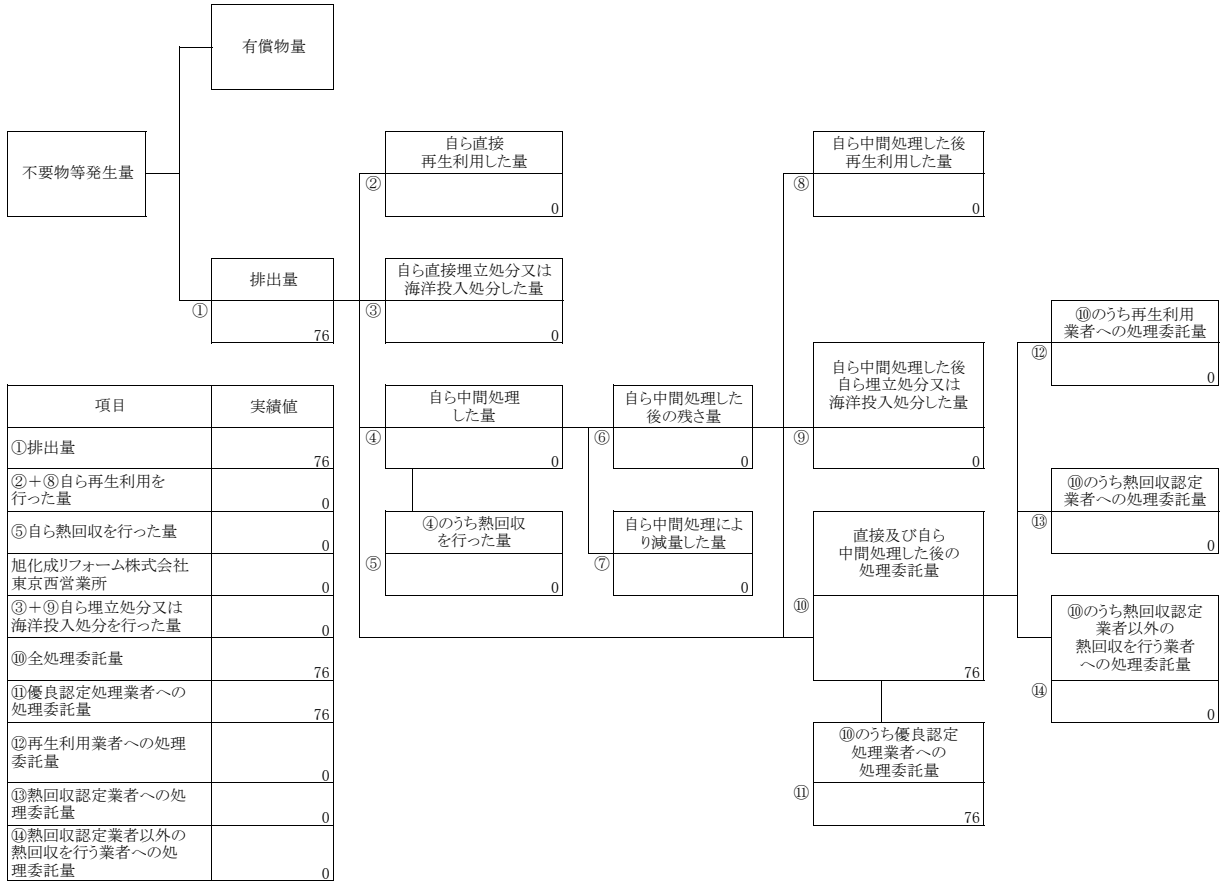 有償物量
不要物等発生量
自ら直接
再生利用した量
②
0
自ら中間処理した後
再生利用した量
⑧
0
排出量
①
76
自ら直接埋立処分又は
海洋投入処分した量
③
0
⑩のうち再生利用
業者への処理委託量
⑫
0
自ら中間処理
した量
④
0
自ら中間処理した
後の残さ量
⑥
0
自ら中間処理した後
自ら埋立処分又は
海洋投入処分した量
⑨
0
⑩のうち熱回収認定
業者への処理委託量
⑬
0
④のうち熱回収
を行った量
⑤
0
自ら中間処理によ
り減量した量
⑦
0
直接及び自ら
中間処理した後の
処理委託量
⑩
76
⑩のうち熱回収認定
業者以外の
熱回収を行う業者
への処理委託量
⑭
0
⑩のうち優良認定
処理業者への
処理委託量
⑪
76
項目 実績値
①排出量
76
②+⑧自ら再生利用を
行った量
0
⑤自ら熱回収を行った量
0
旭化成リフォーム株式会社
東京西営業所
0
③+⑨自ら埋立処分又は
海洋投入処分を行った量
0
⑩全処理委託量
76
⑪優良認定処理業者への
処理委託量
76
⑫再生利用業者への処理
委託量
0
⑬熱回収認定業者への処
理委託量
0
⑭熱回収認定業者以外の
熱回収を行う業者への処
理委託量
0